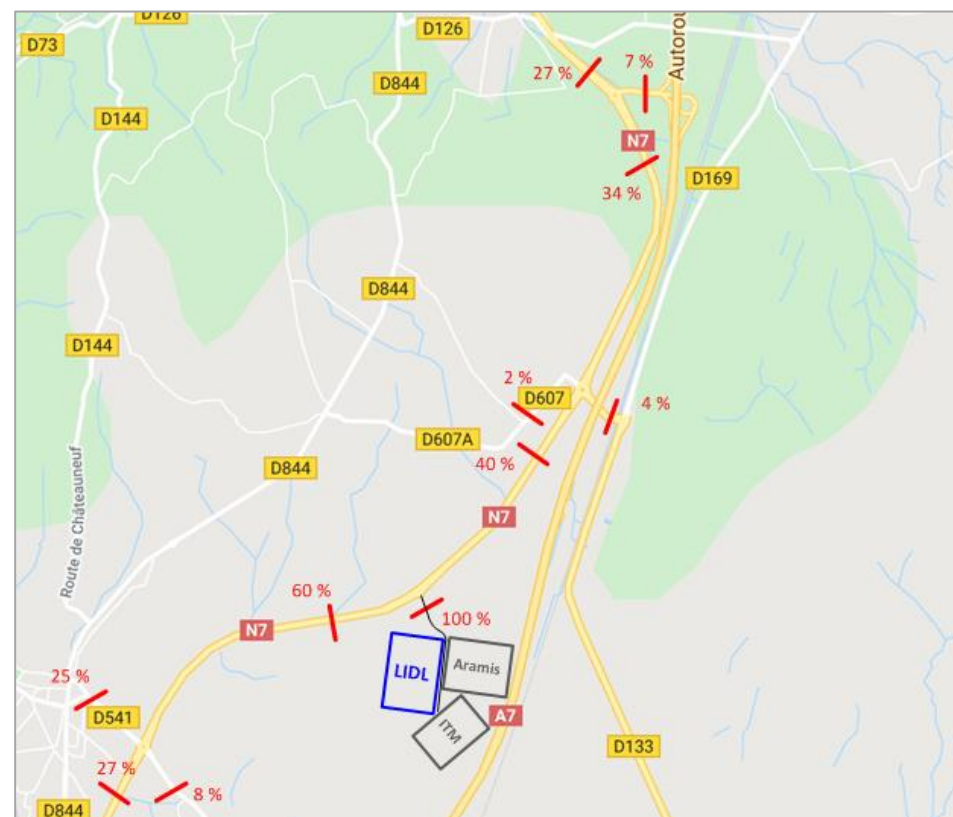 D126
D126
D73
D844
27 %
7 %
Autorou
D144
N7
34 %
D169
D844
D144
2 %
D607
4 %
D607A
40 %
D844
N7
Route de Châteauneuf
60 %
N7
100 %
LIDL
Aramis
ITM
25 %
D541
A7
D133
27 %
8 %
D844